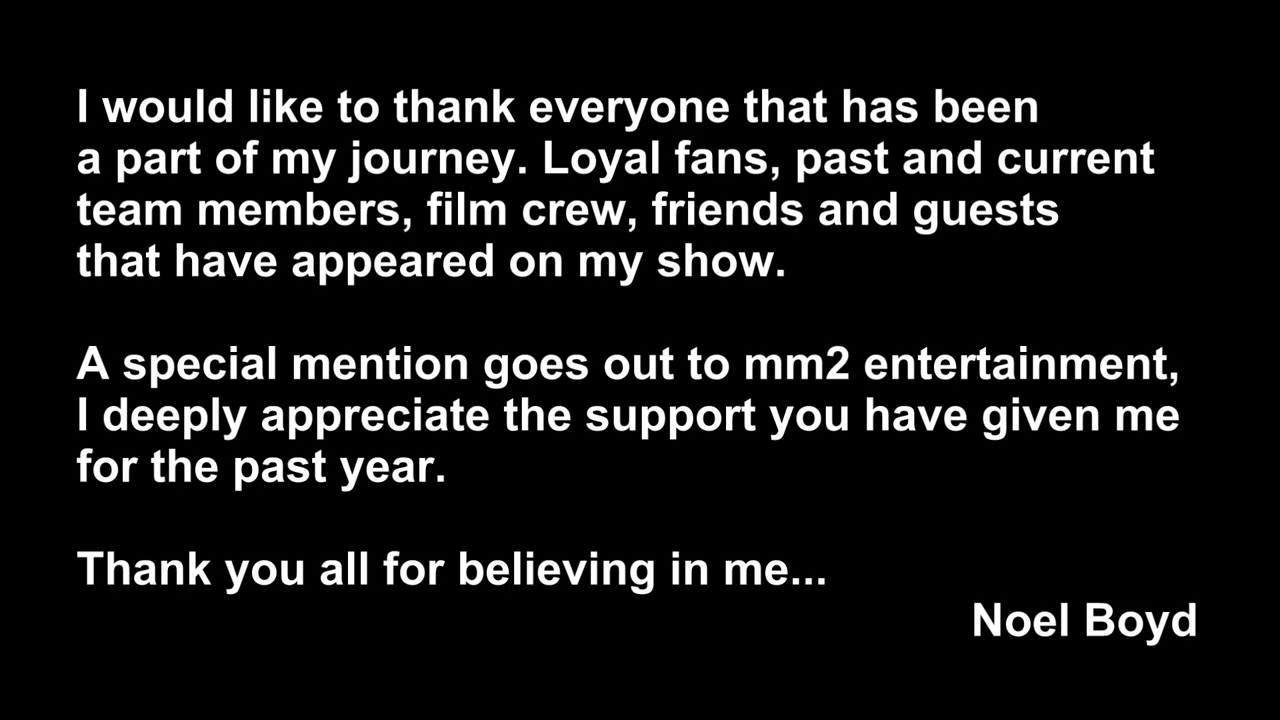 I would like to thank everyone that has been
a part of my journey. Loyal fans, past and current
team members, film crew, friends and guests
that have appeared on my show.
A special mention goes out to mm2 entertainment,
I deeply appreciate the support you have given me
for the past year.
Thank you all for believing in me...
Noel Boyd